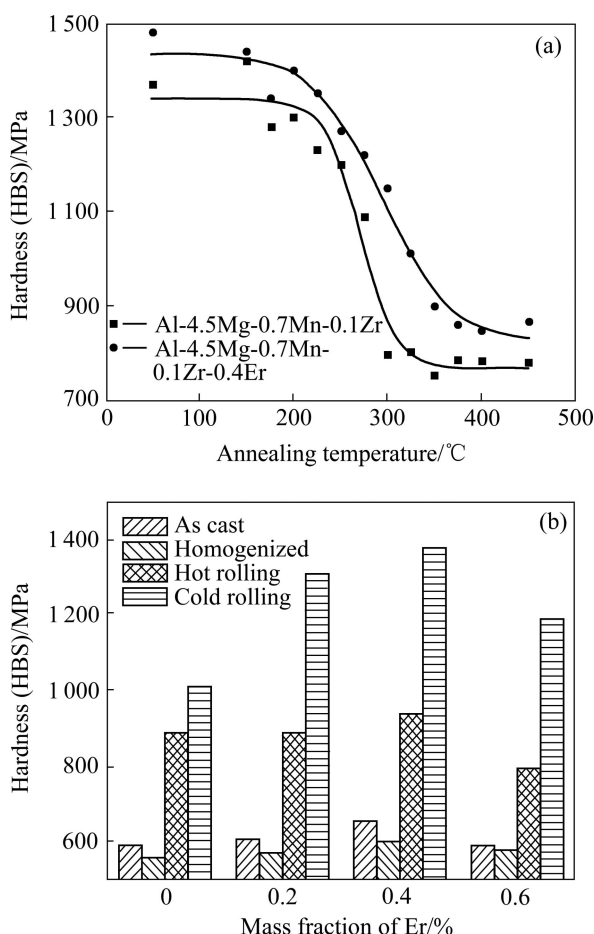 (a)
1 500
1 300
1 100
900
700
Hardness (HBS)/MPa
Al-4.5Mg-0.7Mn-0.1Zr
Al-4.5Mg-0.7Mn-
0.1Zr-0.4Er
0 100 200 300 400 500
Annealing temperature/℃
(b)
As cast
Homogenized
Hot rolling
Cold rolling
1 400
1 200
1 000
800
600
Hardness (HBS)/MPa
0 0.2 0.4 0.6
Mass fraction of Er/%